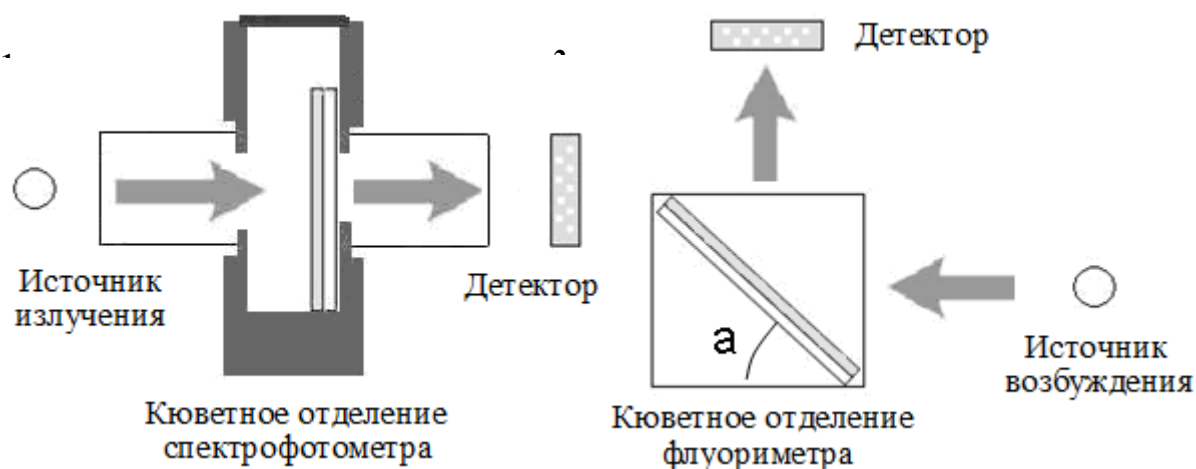 Источник
излучения
Детектор
Кюветное отделение
спектрофотометра
Детектор
a
Источник
возбуждения
Кюветное отделение
флуориметра